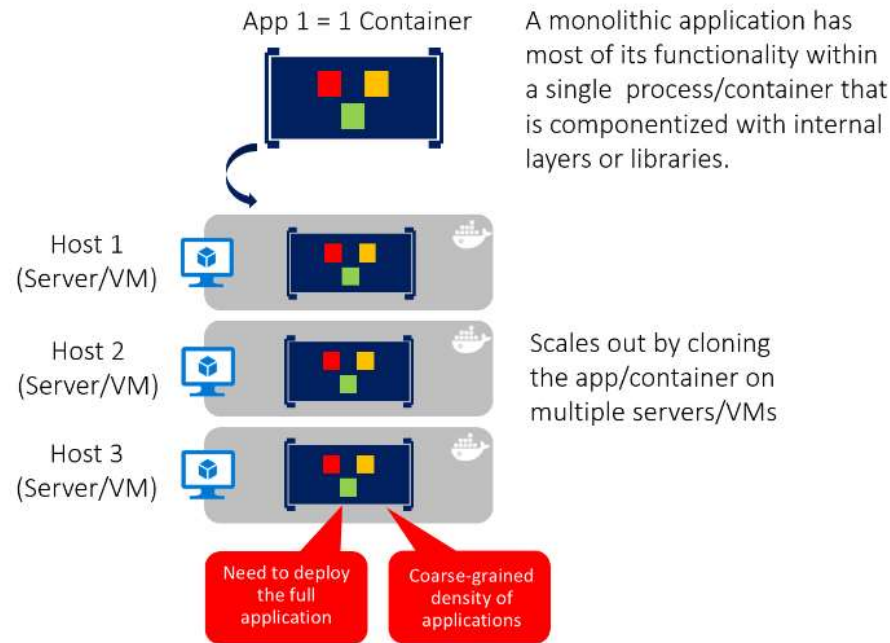 App 1 = 1 Container
A monolithic application has
most of its functionality within
a single process/container that
is componentized with internal
layers or libraries.
Host 1
(Server/VM)
Host 2
(Server/VM)
Scales out by cloning
the app/container on
multiple servers/VMs
Host 3
(Server/VM)
Need to deploy
the full
application
Coarse-grained
density of
applications